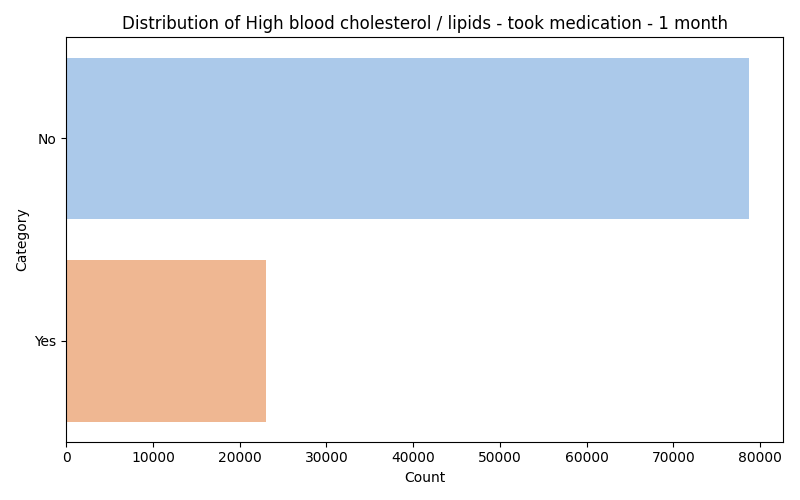 Distribution of High blood cholesterol / lipids - took medication - 1 month
Category
No
Yes
0 10000 20000 30000 40000 50000 60000 70000 80000
Count